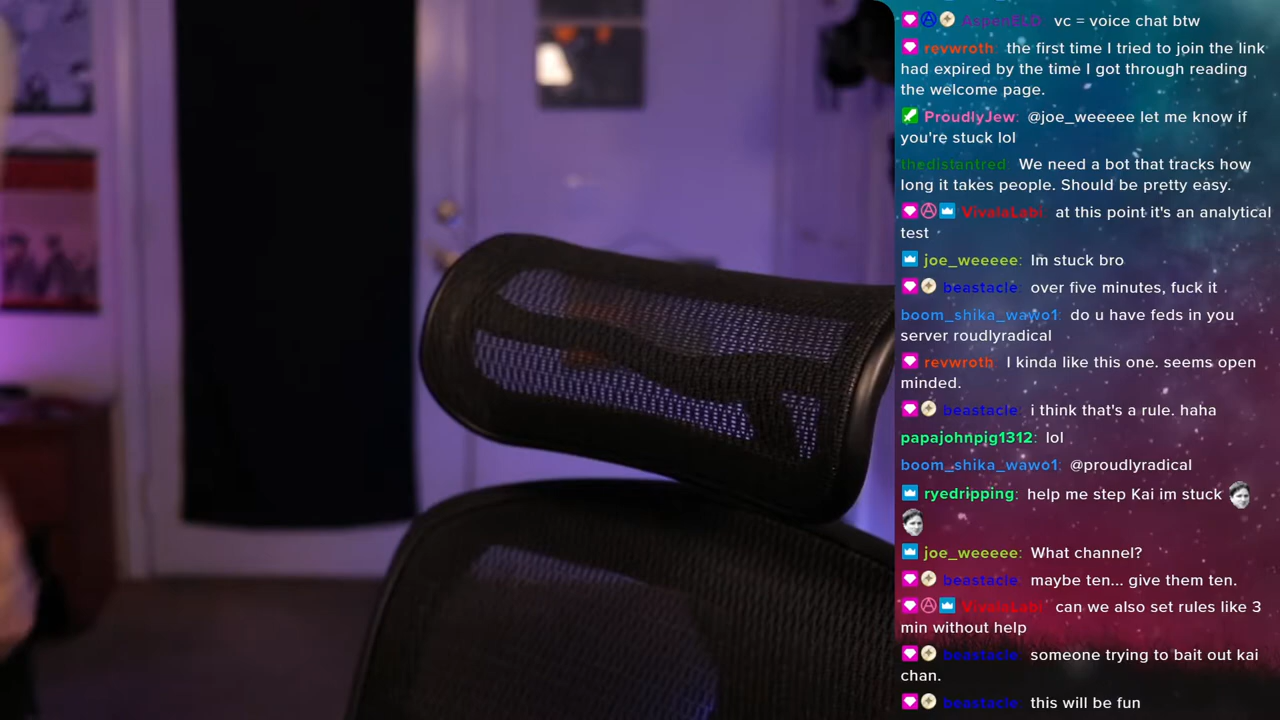 AspenELD: vc = voice chat btw
revwroth: the first time I tried to join the link
had expired by the time I got through reading
the welcome page.
ProudlyJew: @joe_weeeee let me know if
you're stuck lol
thedistantred: We need a bot that tracks how
long it takes people. Should be pretty easy.
VivalaLabi: at this point it's an analytical
test
joe_weeeee: Im stuck bro
beastacle: over five minutes, fuck it
boom_shika_wawo1: do u have feds in you
server roudlyradical
revwroth: I kinda like this one. seems open
minded.
beastacle: i think that's a rule. haha
papajohnpig1312: lol
boom_shika_wawo1: @proudlyradical
ryedripping: help me step Kai im stuck
joe_weeeee: What channel?
beastacle: maybe ten... give them ten.
VivalaLabi: can we also set rules like 3
min without help
beastacle: someone trying to bait out kai
chan.
beastacle: this will be fun